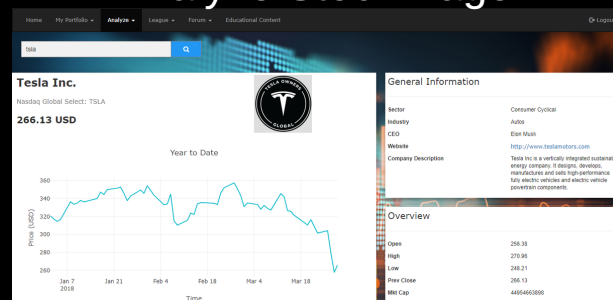 Home My Portfolio Analyze League Forum Educational Content Logout
tsla
Tesla Inc.
Nasdaq Global Select: TSLA
266.13 USD
TESLA OWNERS
GLOBAL
Year to Date
Price (USD)
360
340
320
300
280
260
Jan 7 Jan 21 Feb 4 Feb 18 Mar 4 Mar 18
2018
Time
General Information
Sector Consumer Cyclical
Industry Autos
CEO Elon Musk
Website http://www.teslamotors.com
Company Description Tesla Inc is a vertically integrated sustainab
energy company. It designs, develops,
manufactures and sells high-performance
fully electric vehicles and electric vehicle
powertrain components.
Overview
Open 256.38
High 270.96
Low 248.21
Prev Close 266.13
Mkt Cap 44954663898